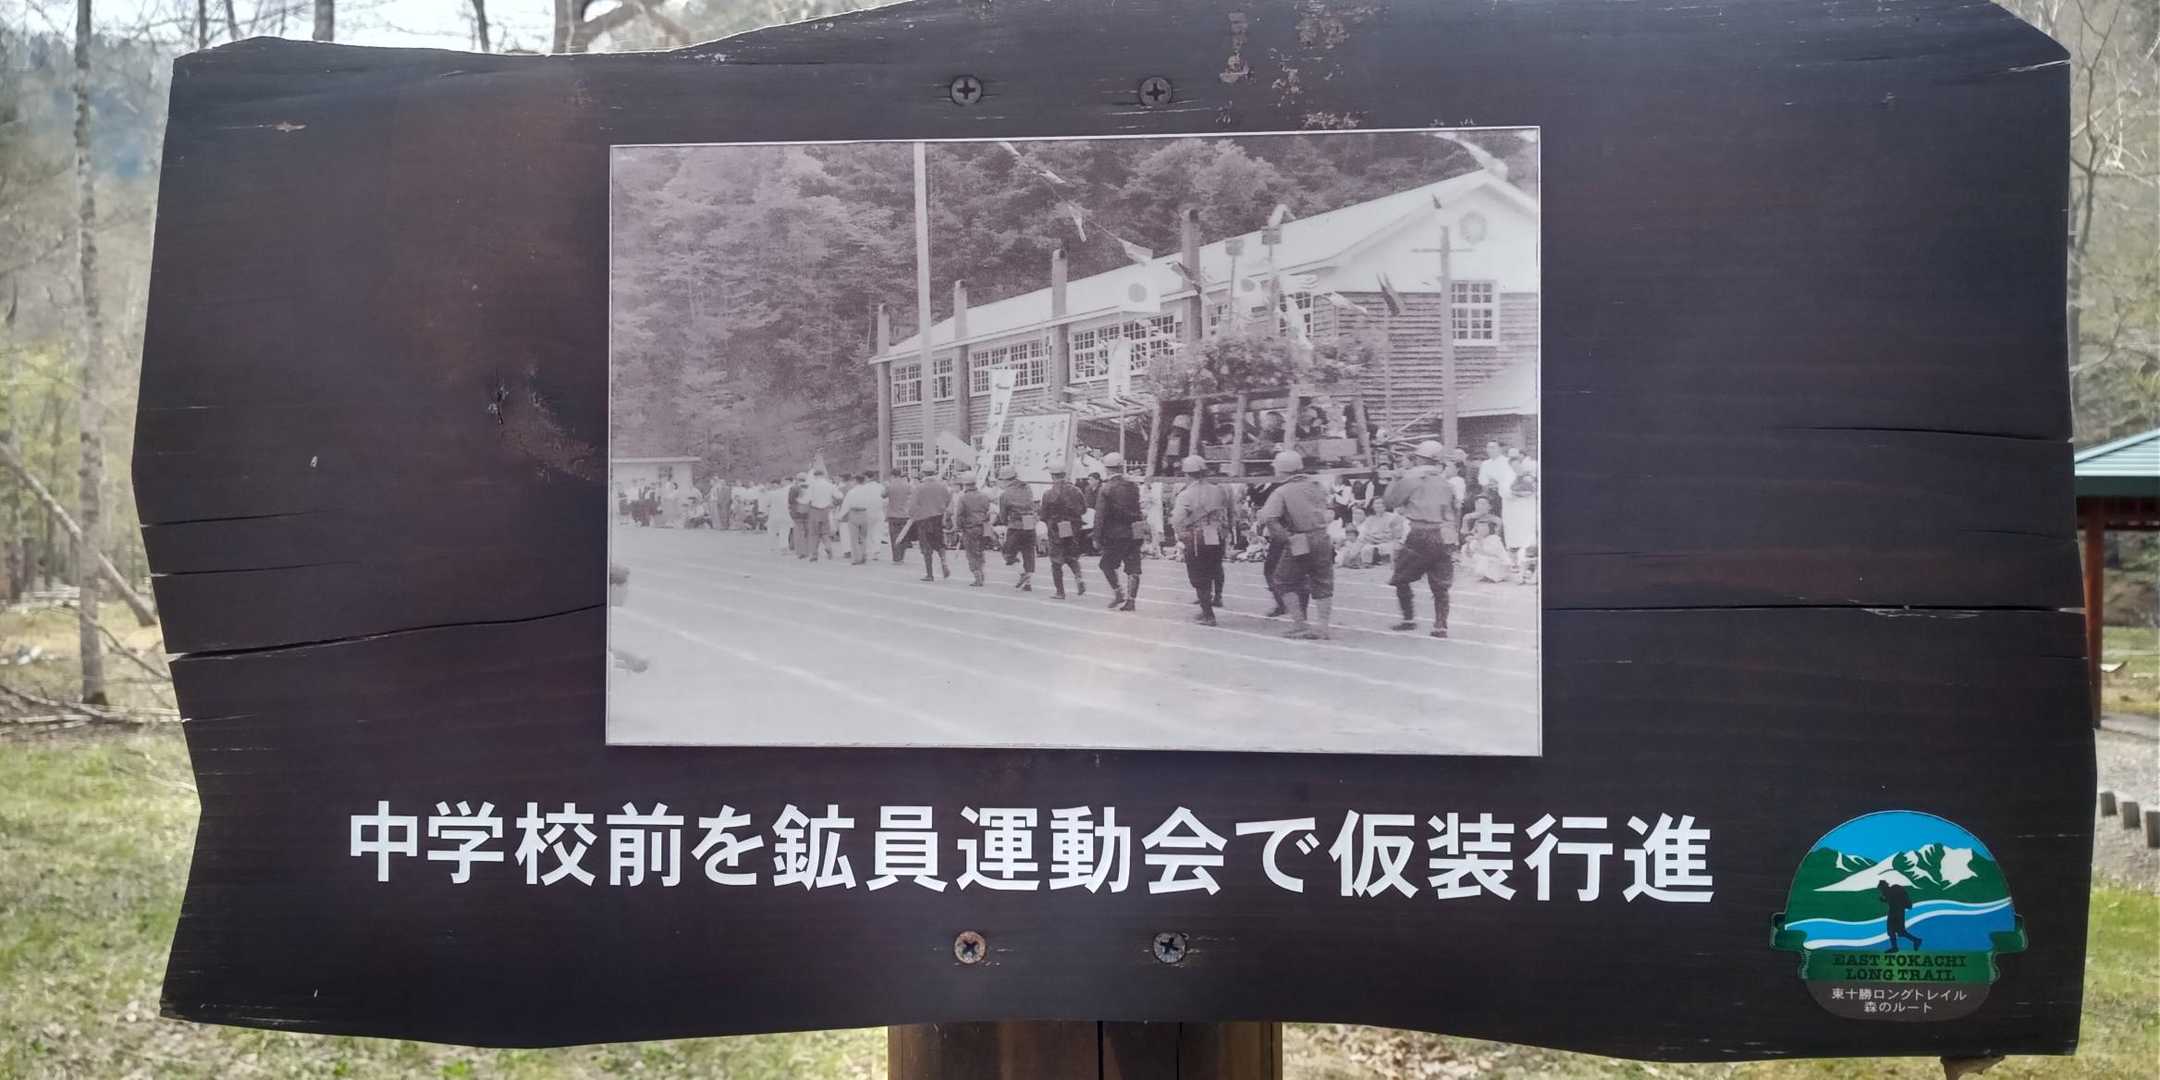 中学校前を鉱員運動会で仮装行進
EAST TOKACHI
LONG TRAIL
東十勝ロングトレイル
森のルート